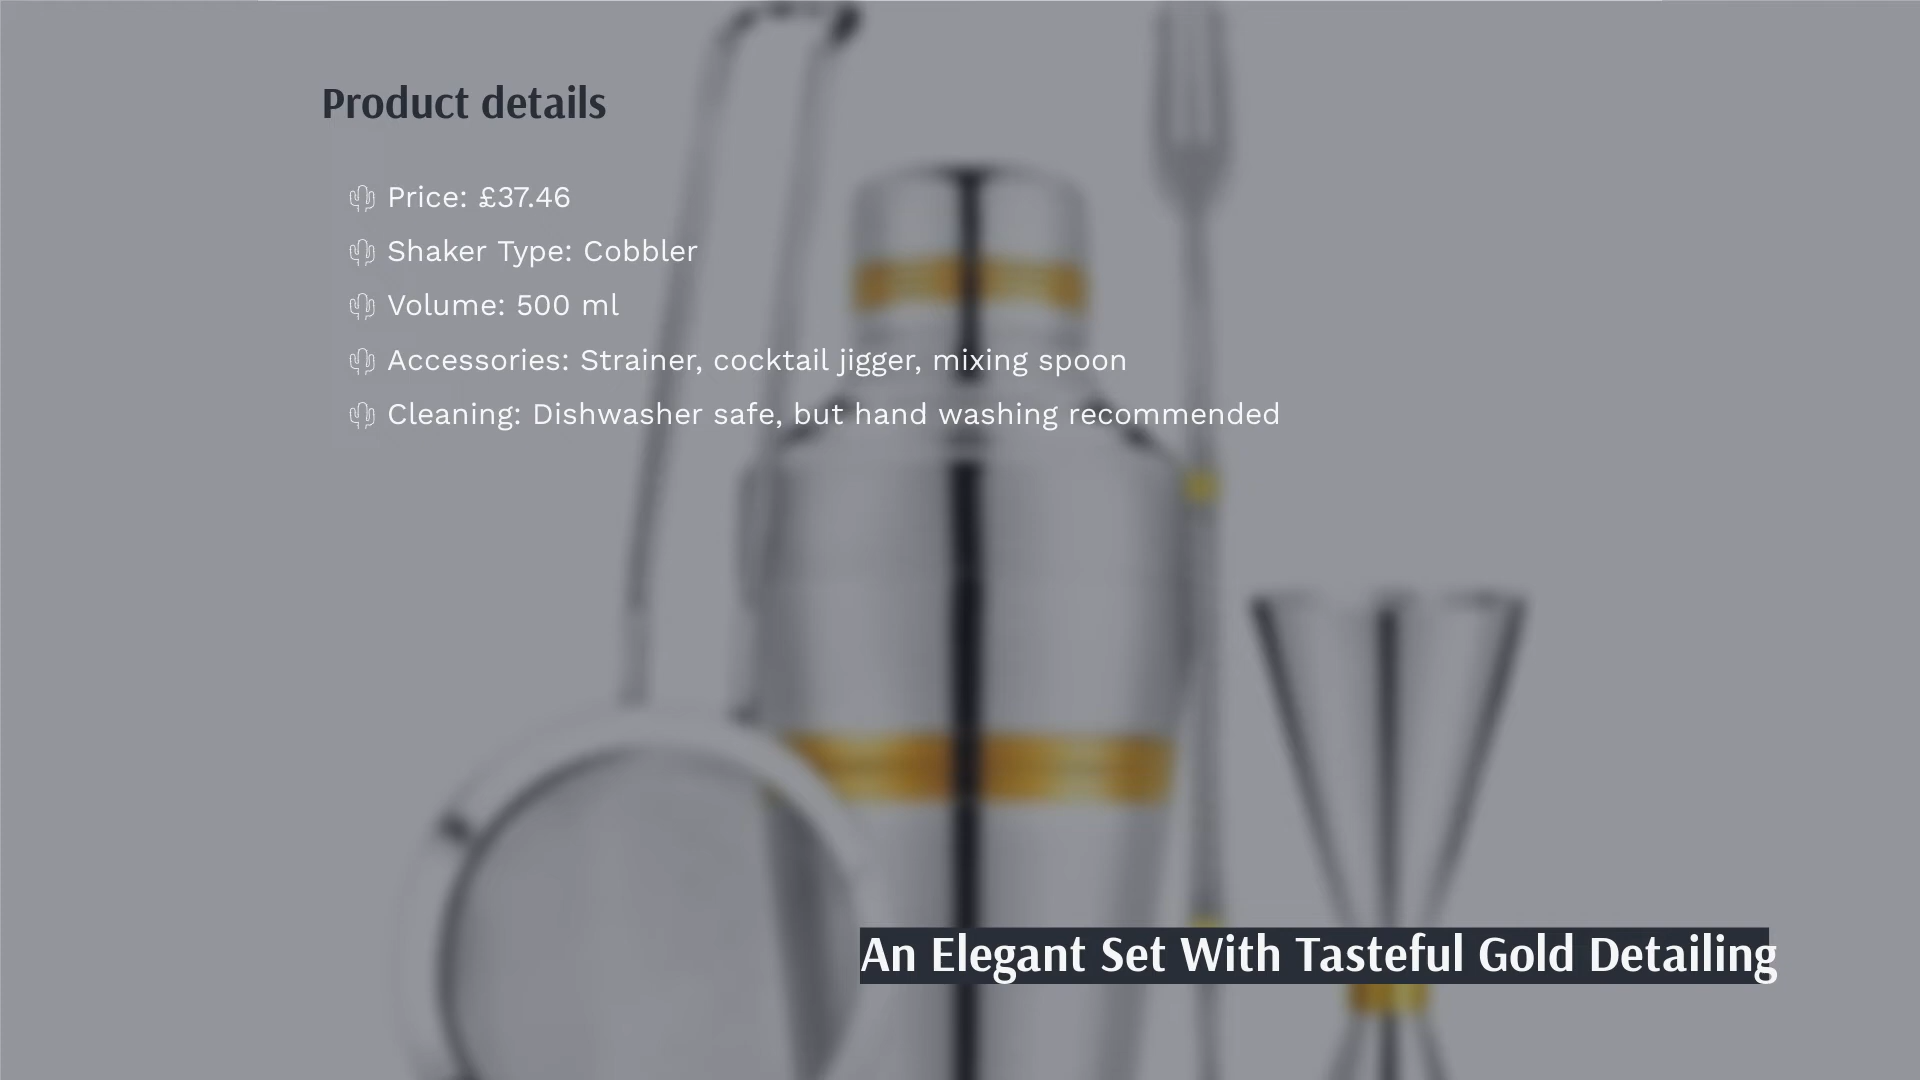 Product details
Price: £37.46
Shaker Type: Cobbler
Volume: 500 ml
Accessories: Strainer, cocktail jigger, mixing spoon
Cleaning: Dishwasher safe, but hand washing recommended
An Elegant Set With Tasteful Gold Detailing